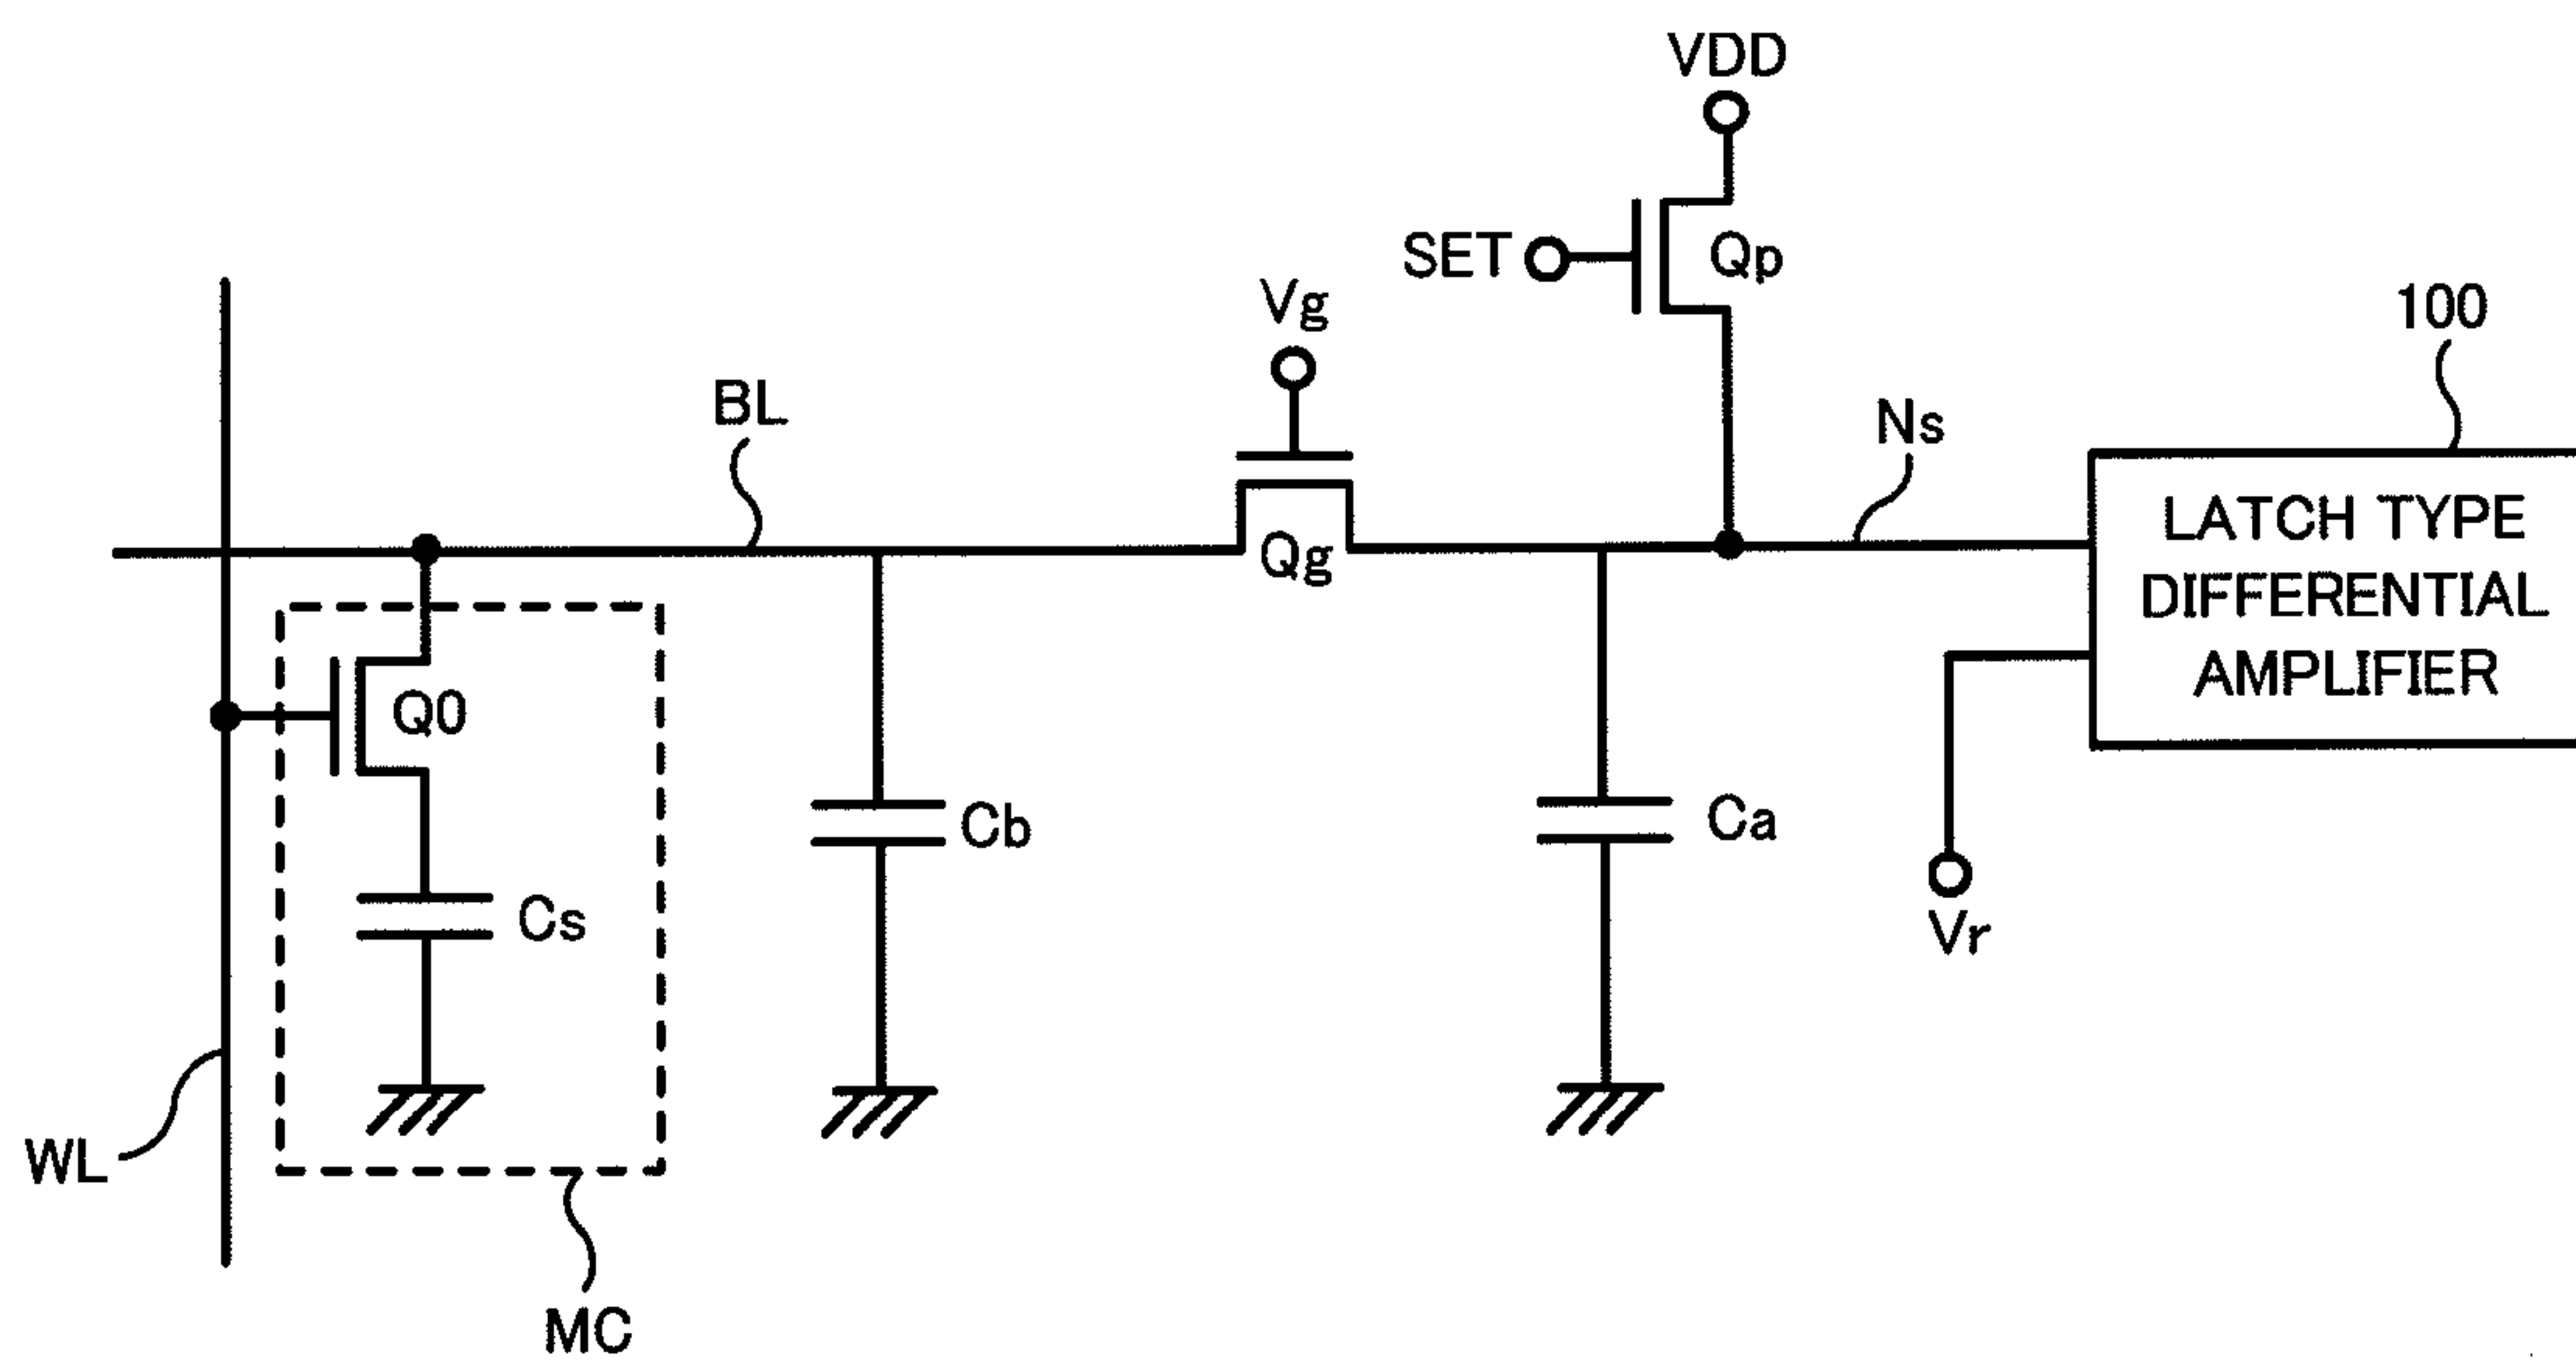 VDD
SET
Qp
Vg
100
BL
Ns
Qg
LATCH TYPE
DIFFERENTIAL
AMPLIFIER
Q0
Cb
Ca
Cs
Vr
WL
MC